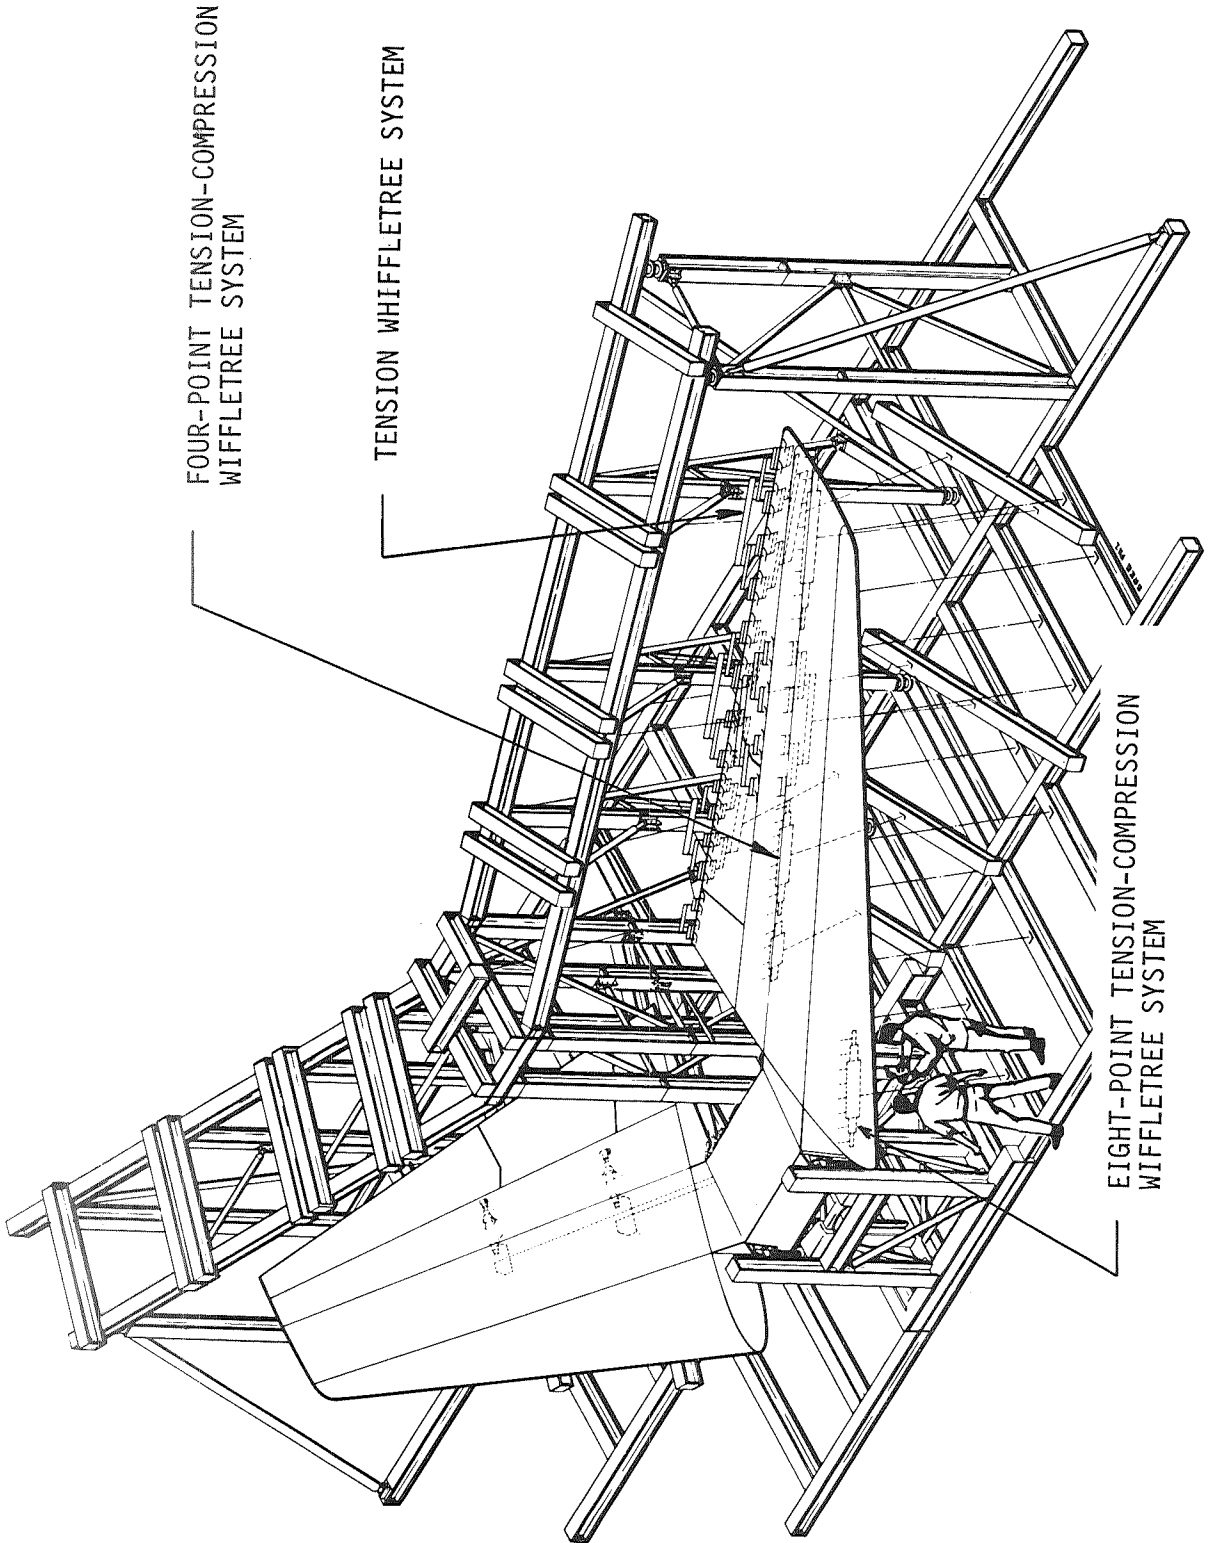 FOUR-POINT TENSION-COMPRESSION
WIFFLETREE SYSTEM
TENSION WHIFFLETREE SYSTEM
EIGHT-POINT TENSION-COMPRESSION
WIFFLETREE SYSTEM